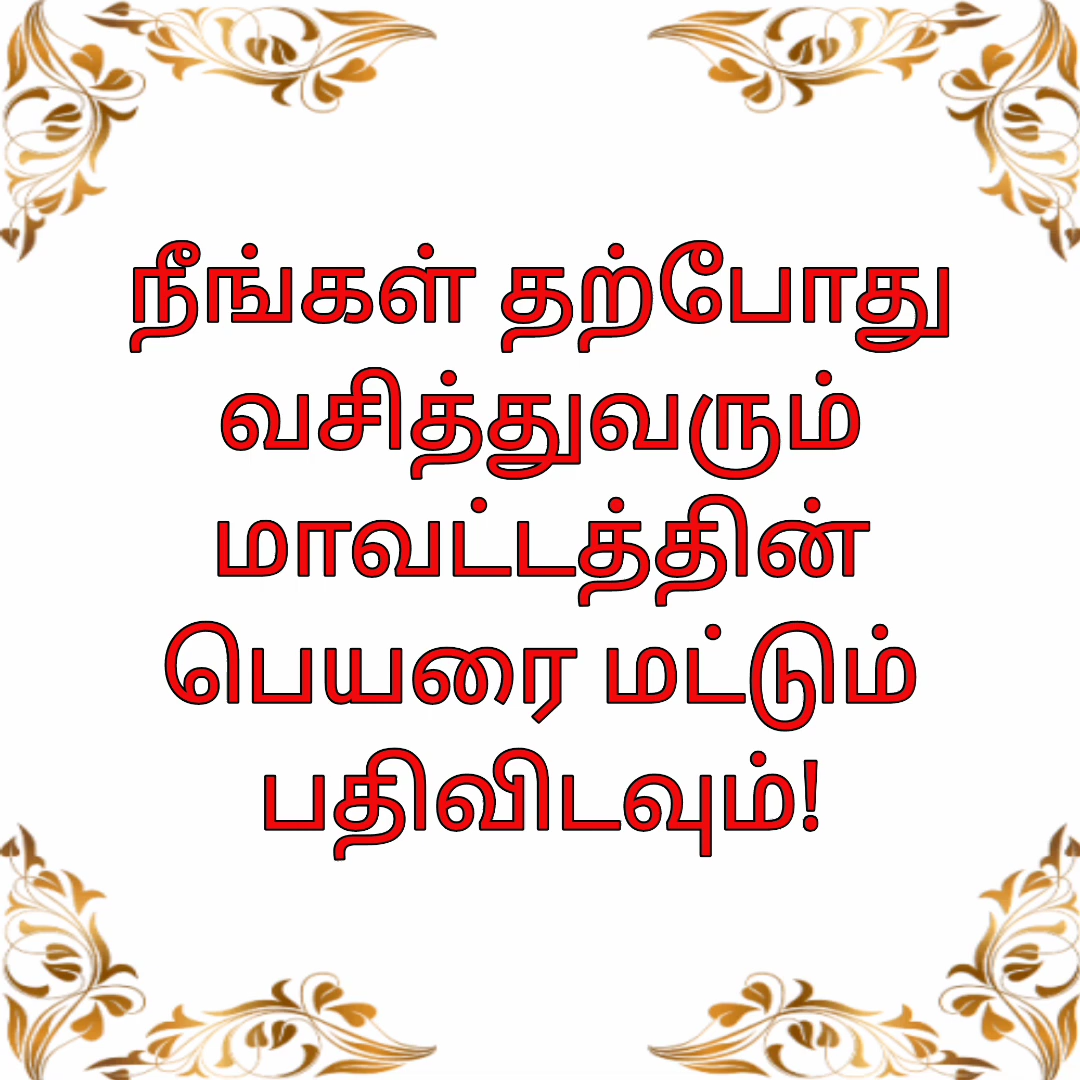 நீங்கள் தற்போது
வசித்துவரும்
மாவட்டத்தின்
பெயரை மட்டும்
பதிவிடவும்!